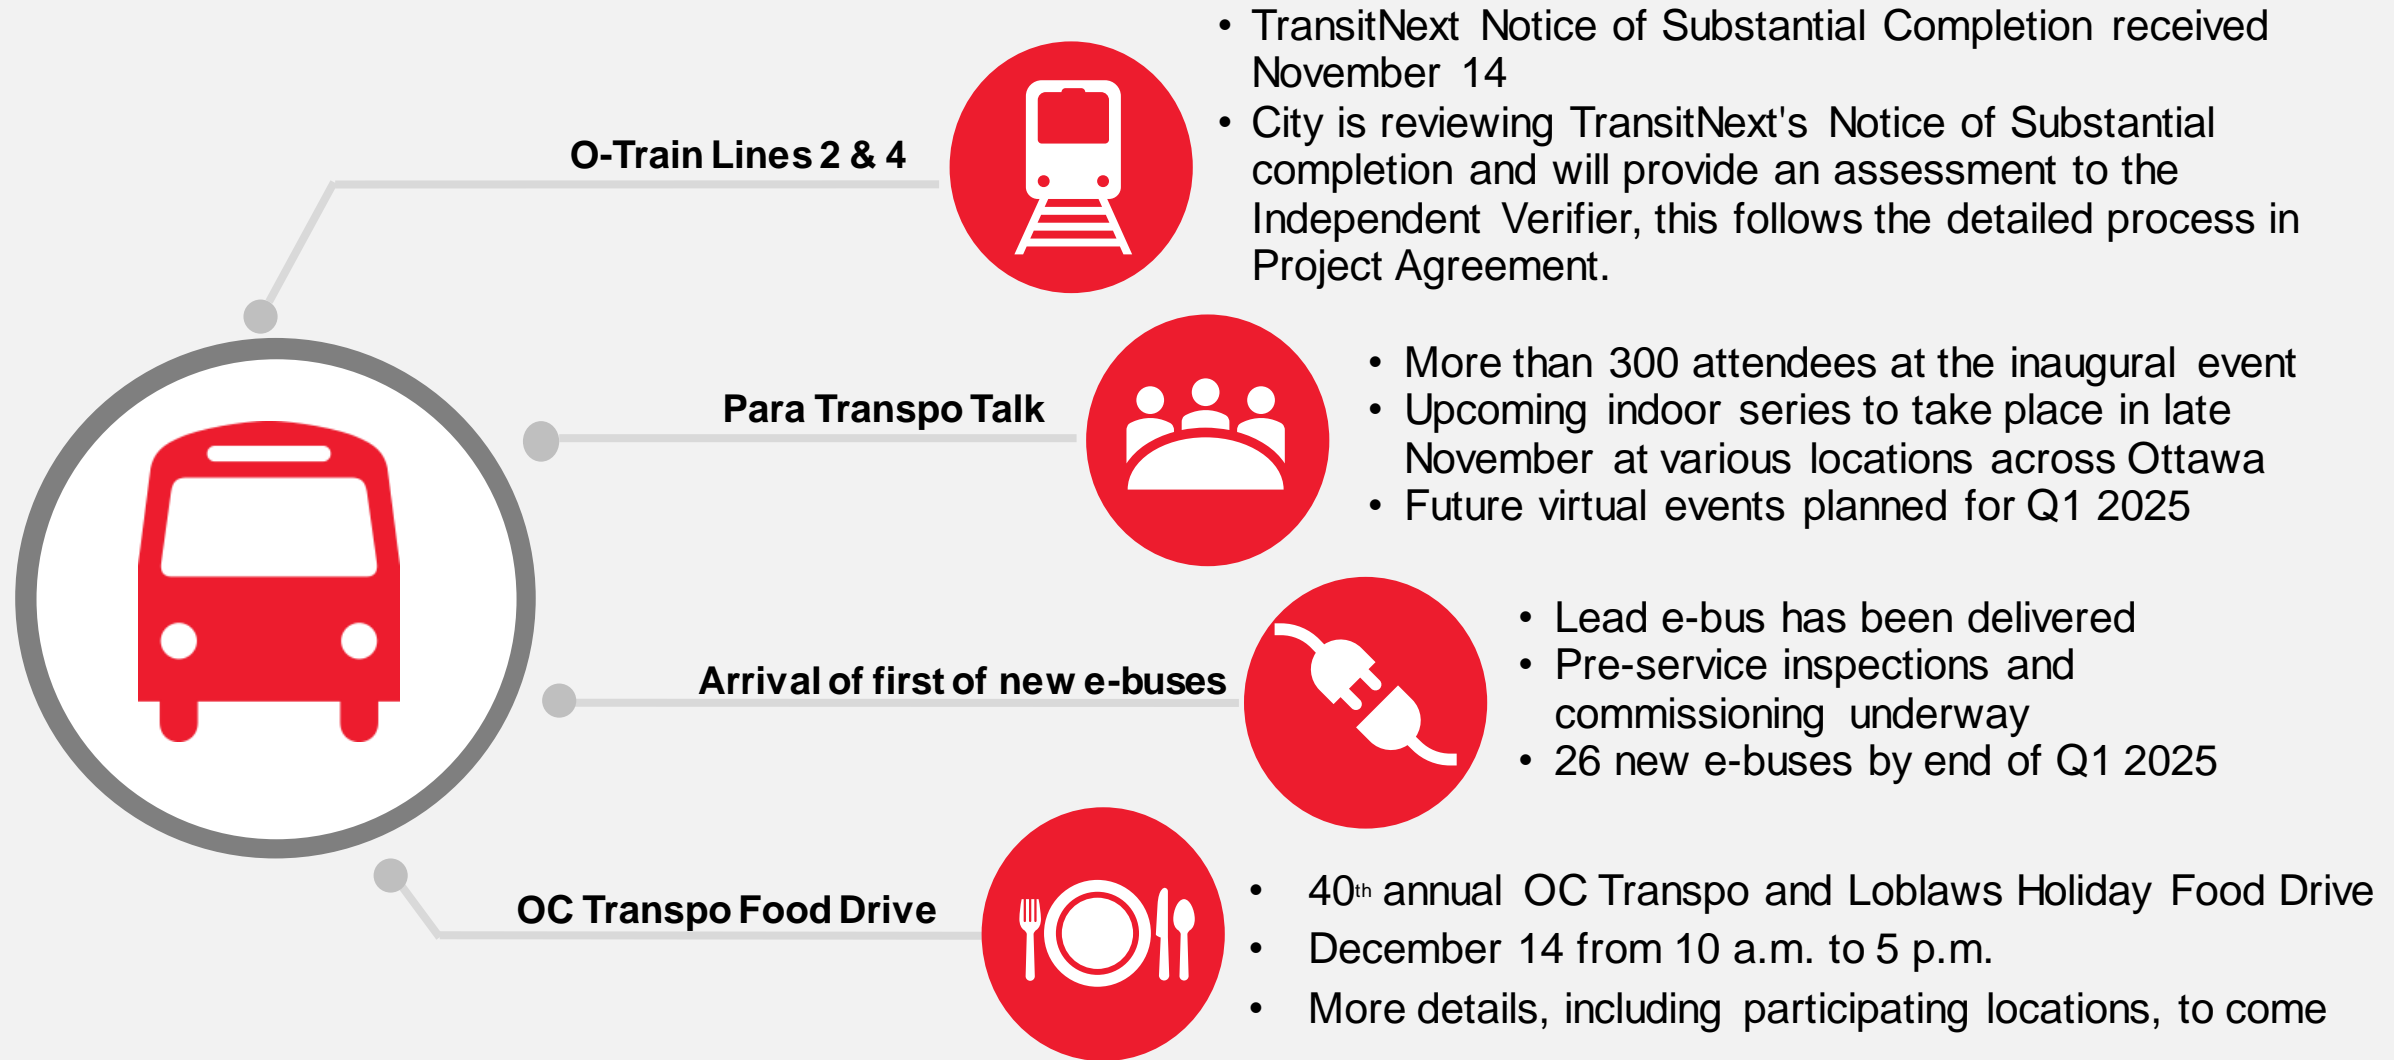 O-Train Lines 2 & 4
• TransitNext Notice of Substantial Completion received
November 14
• City is reviewing TransitNext's Notice of Substantial
completion and will provide an assessment to the
Independent Verifier, this follows the detailed process in
Project Agreement.
Para Transpo Talk
• More than 300 attendees at the inaugural event
• Upcoming indoor series to take place in late
November at various locations across Ottawa
• Future virtual events planned for Q1 2025
Arrival of first of new e-buses
• Lead e-bus has been delivered
• Pre-service inspections and
commissioning underway
• 26 new e-buses by end of Q1 2025
OC Transpo Food Drive
• 40th annual OC Transpo and Loblaws Holiday Food Drive
• December 14 from 10 a.m. to 5 p.m.
• More details, including participating locations, to come